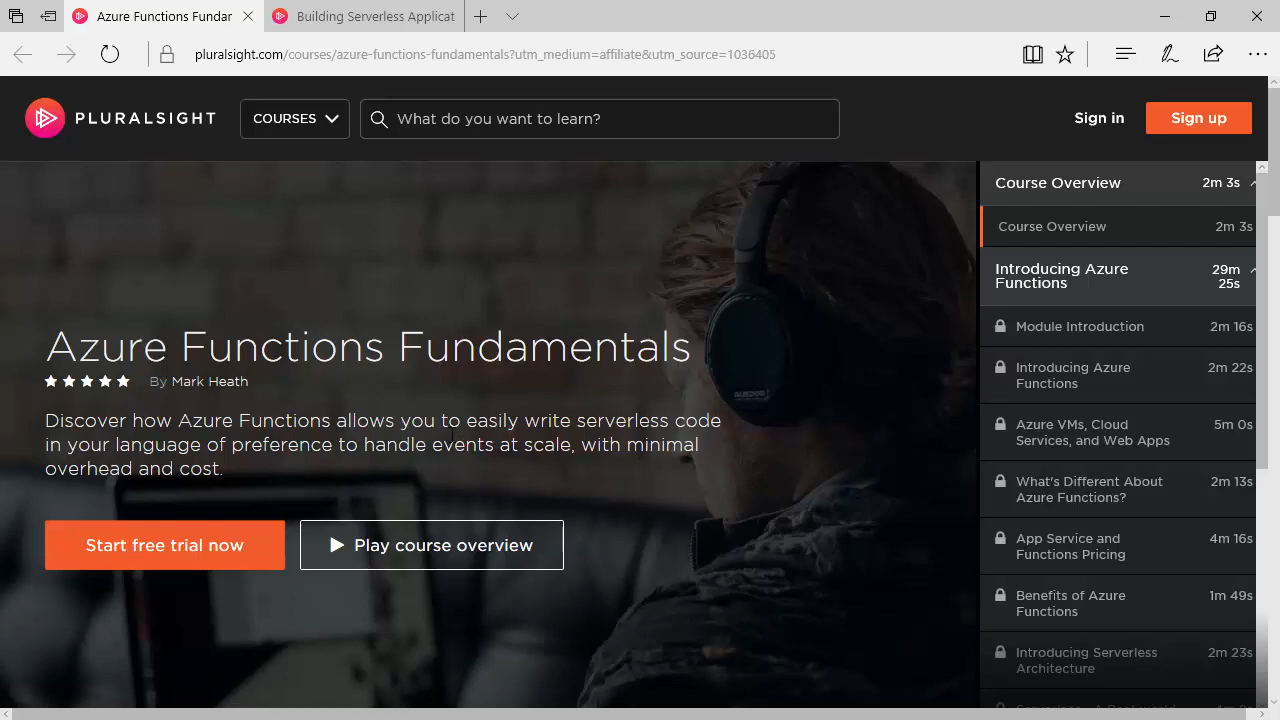 Azure Functions Fundar
Building Serverless Applicat
pluralsight.com/courses/azure-functions-fundamentals?utm_medium=affiliate&utm_source=1036405
PLURALSIGHT
COURSES
What do you want to learn?
Sign in
Sign up
Azure Functions Fundamentals
By Mark Heath
Discover how Azure Functions allows you to easily write serverless code
in your language of preference to handle events at scale, with minimal
overhead and cost.
Start free trial now
Play course overview
Course Overview 2m 3s
Course Overview 2m 3s
Introducing Azure 29m
Functions 25s
Module Introduction 2m 16s
Introducing Azure 2m 22s
Functions
Azure VMs, Cloud 5m 0s
Services, and Web Apps
What's Different About 2m 13s
Azure Functions?
App Service and 4m 16s
Functions Pricing
Benefits of Azure 1m 49s
Functions
Introducing Serverless 2m 23s
Architecture